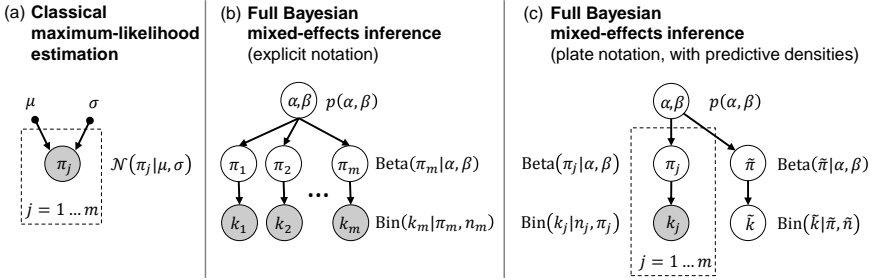 (a) Classical
maximum-likelihood
estimation
μ
σ
π_j
𝒩(π_j|μ, σ)
j = 1 … m
(b) Full Bayesian
mixed-effects inference
(explicit notation)
α,β
p(α, β)
π_1
π_2
π_m
Beta(π_m|α, β)
•••
k_1
k_2
k_m
Bin(k_m|π_m, n_m)
(c) Full Bayesian
mixed-effects inference
(plate notation, with predictive densities)
α,β
p(α, β)
Beta(π_j|α, β)
π_j
π̃
Beta(π̃|α, β)
Bin(k_j|n_j, π_j)
k_j
k̃
Bin(k̃|π̃, ñ)
j = 1 … m